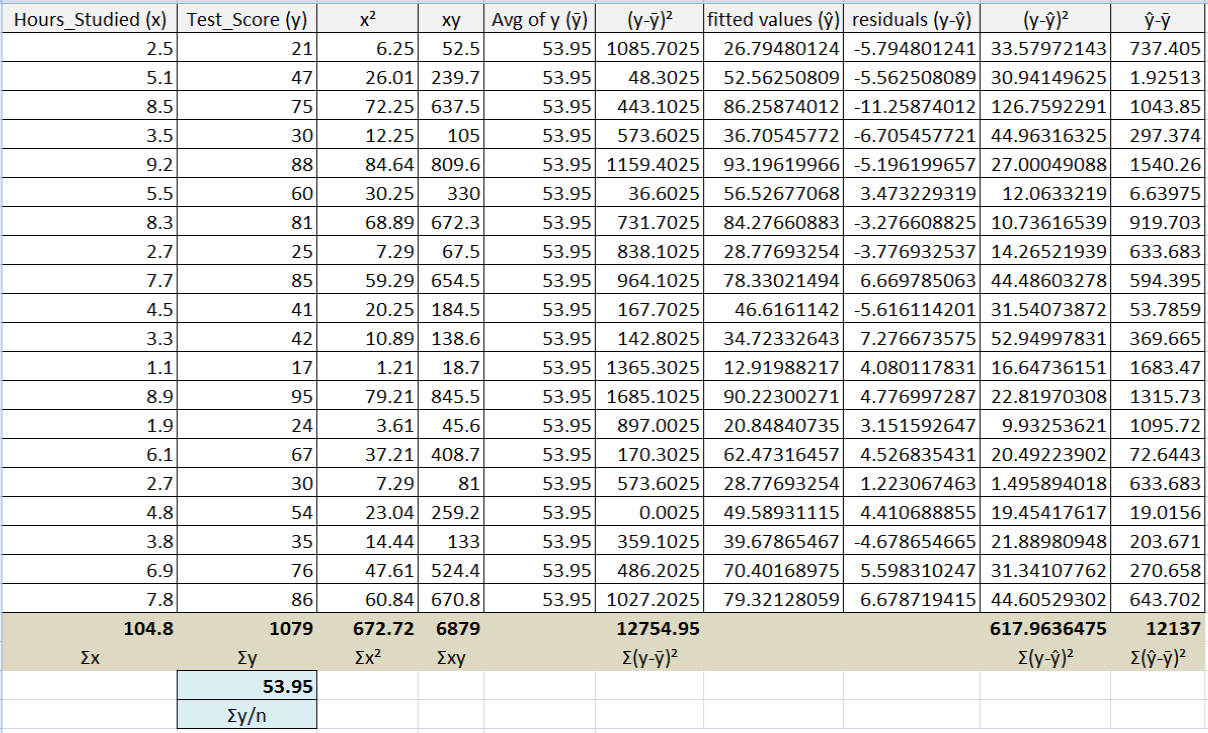 Hours_Studied (x) Test_Score (y) x² xy Avg of y (ȳ) (y-ȳ)² fitted values (ŷ) residuals (y-ŷ) (y-ŷ)² ŷ-ȳ
2.5 21 6.25 52.5 53.95 1085.7025 26.79480124 -5.794801241 33.57972143 737.405
5.1 47 26.01 239.7 53.95 48.3025 52.56250809 -5.562508089 30.94149625 1.92513
8.5 75 72.25 637.5 53.95 443.1025 86.25874012 -11.25874012 126.7592291 1043.85
3.5 30 12.25 105 53.95 573.6025 36.70545772 -6.705457721 44.96316325 297.374
9.2 88 84.64 809.6 53.95 1159.4025 93.19619966 -5.196199657 27.00049088 1540.26
5.5 60 30.25 330 53.95 36.6025 56.52677068 3.473229319 12.0633219 6.63975
8.3 81 68.89 672.3 53.95 731.7025 84.27660883 -3.276608825 10.73616539 919.703
2.7 25 7.29 67.5 53.95 838.1025 28.77693254 -3.776932537 14.26521939 633.683
7.7 85 59.29 654.5 53.95 964.1025 78.33021494 6.669785063 44.48603278 594.395
4.5 41 20.25 184.5 53.95 167.7025 46.6161142 -5.616114201 31.54073872 53.7859
3.3 42 10.89 138.6 53.95 142.8025 34.72332643 7.276673575 52.94997831 369.665
1.1 17 1.21 18.7 53.95 1365.3025 12.91988217 4.080117831 16.64736151 1683.47
8.9 95 79.21 845.5 53.95 1685.1025 90.22300271 4.776997287 22.81970308 1315.73
1.9 24 3.61 45.6 53.95 897.0025 20.84840735 3.151592647 9.93253621 1095.72
6.1 67 37.21 408.7 53.95 170.3025 62.47316457 4.526835431 20.49223902 72.6443
2.7 30 7.29 81 53.95 573.6025 28.77693254 1.223067463 1.495894018 633.683
4.8 54 23.04 259.2 53.95 0.0025 49.58931115 4.410688855 19.45417617 19.0156
3.8 35 14.44 133 53.95 359.1025 39.67865467 -4.678654665 21.88980948 203.671
6.9 76 47.61 524.4 53.95 486.2025 70.40168975 5.598310247 31.34107762 270.658
7.8 86 60.84 670.8 53.95 1027.2025 79.32128059 6.678719415 44.60529302 643.702
104.8 1079 672.72 6879 12754.95 617.9636475 12137
Σx Σy Σx² Σxy Σ(y-ȳ)² Σ(y-ŷ)² Σ(ŷ-ȳ)²
53.95
Σy/n